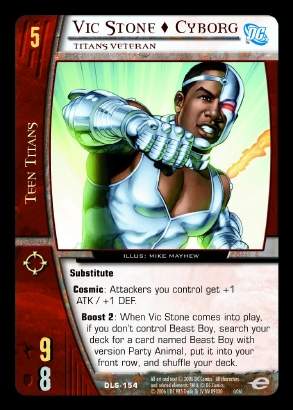 5
VIC STONE ♦ CYBORG
TITANS VETERAN
DC
TEEN TITANS
ILLUS: MIKE MAYHEW
Substitute
Cosmic: Attackers you control get +1
ATK / +1 DEF.
Boost 2: When Vic Stone comes into play,
if you don't control Beast Boy, search your
deck for a card named Beast Boy with
version Party Animal, put it into your
front row, and shuffle your deck.
9
8
DLS-154